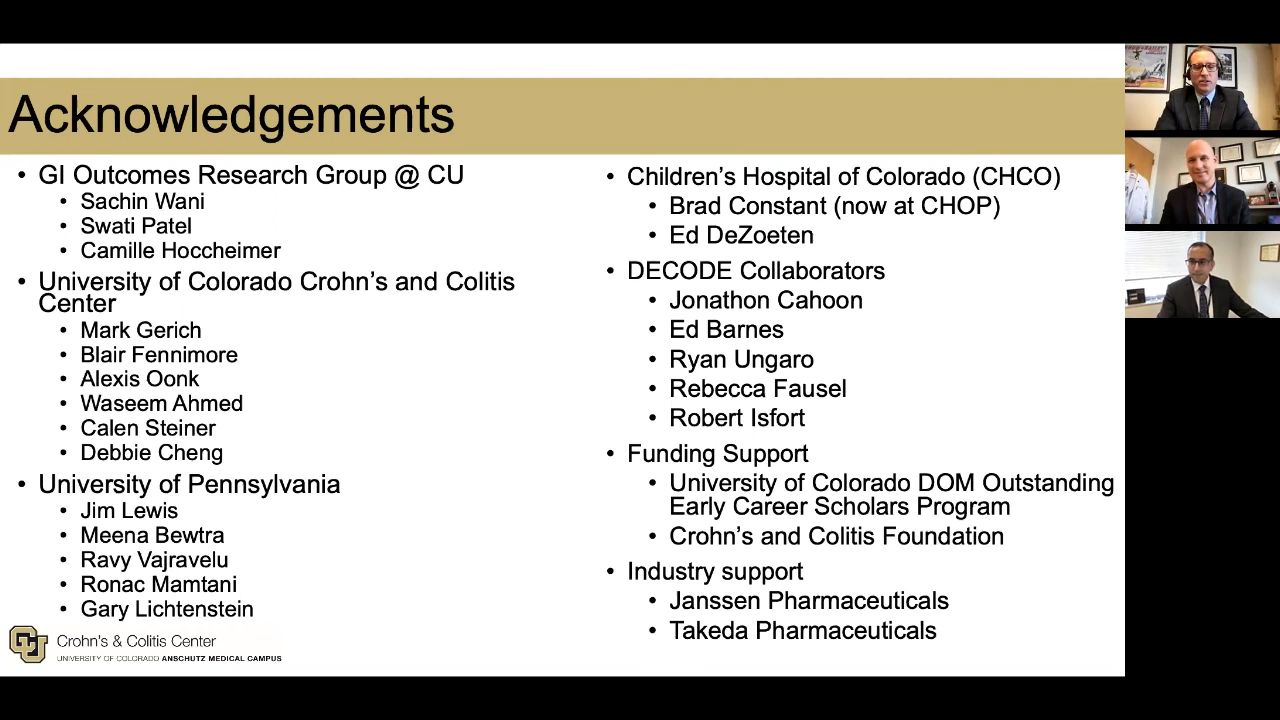 Acknowledgements
• GI Outcomes Research Group @ CU
• Sachin Wani
• Swati Patel
• Camille Hoccheimer
• University of Colorado Crohn's and Colitis
Center
• Mark Gerich
• Blair Fennimore
• Alexis Oonk
• Waseem Ahmed
• Calen Steiner
• Debbie Cheng
• University of Pennsylvania
• Jim Lewis
• Meena Bewtra
• Ravy Vajravelu
• Ronac Mamtani
• Gary Lichtenstein
• Children's Hospital of Colorado (CHCO)
• Brad Constant (now at CHOP)
• Ed DeZoeten
• DECODE Collaborators
• Jonathon Cahoon
• Ed Barnes
• Ryan Ungaro
• Rebecca Fausel
• Robert Isfort
• Funding Support
• University of Colorado DOM Outstanding
Early Career Scholars Program
• Crohn's and Colitis Foundation
• Industry support
• Janssen Pharmaceuticals
• Takeda Pharmaceuticals
CU
Crohn's & Colitis Center
UNIVERSITY OF COLORADO ANSCHUTZ MEDICAL CAMPUS